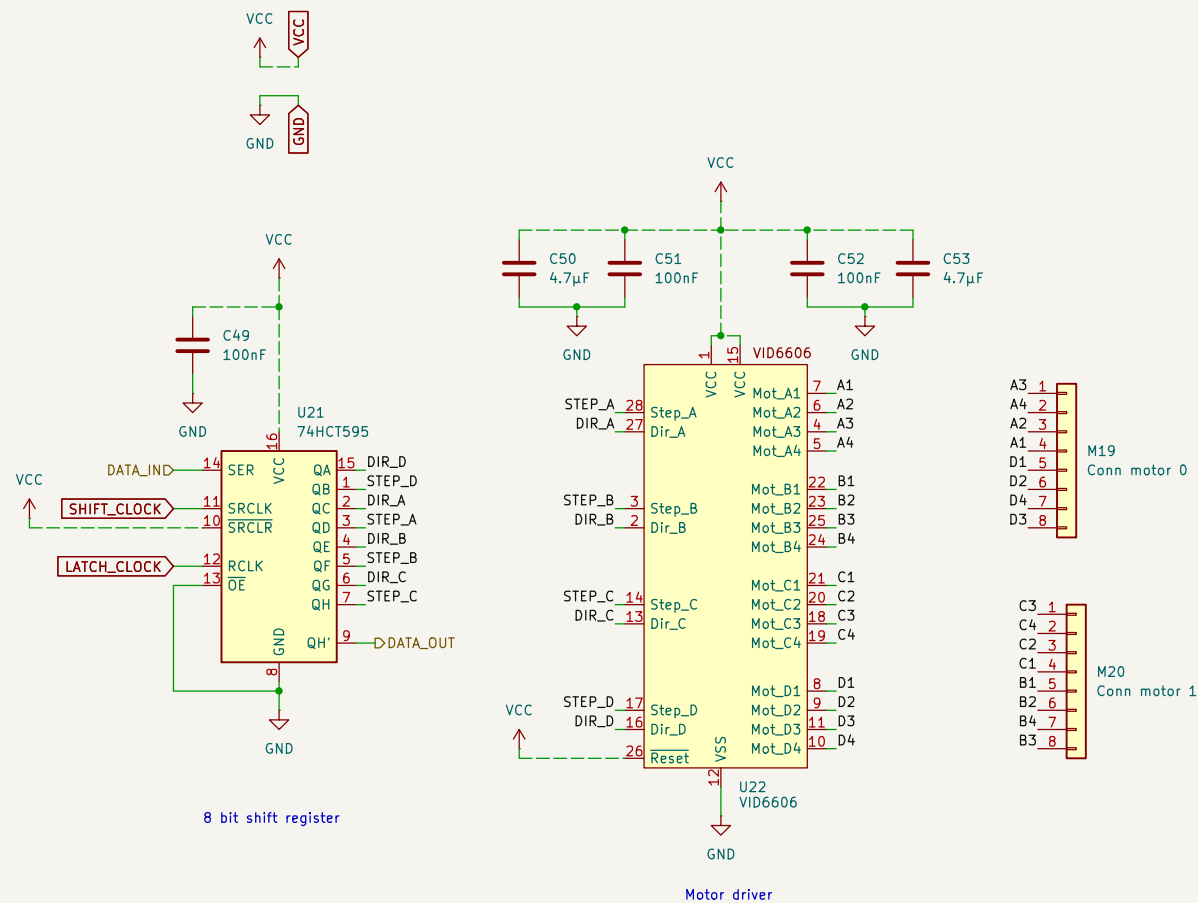 VCC
VCC
GND
GND
VCC
C49
100nF
GND
U21
74HCT595
16
VCC
DATA_IN
14
SER
VCC
SHIFT_CLOCK
11
SRCLK
10
SRCLR
LATCH_CLOCK
12
RCLK
13
OE
QA
15
DIR_D
QB
1
STEP_D
QC
2
DIR_A
QD
3
STEP_A
QE
4
DIR_B
QF
5
STEP_B
QG
6
DIR_C
QH
7
STEP_C
QH'
9
DATA_OUT
GND
8
GND
8 bit shift register
VCC
C50
4.7µF
C51
100nF
C52
100nF
C53
4.7µF
GND
GND
1
15
VID6606
VCC
VCC
STEP_A
28
Step_A
DIR_A
27
Dir_A
STEP_B
3
Step_B
DIR_B
2
Dir_B
STEP_C
14
Step_C
DIR_C
13
Dir_C
STEP_D
17
Step_D
DIR_D
16
Dir_D
VCC
26
Reset
Mot_A1
7
A1
Mot_A2
6
A2
Mot_A3
4
A3
Mot_A4
5
A4
Mot_B1
22
B1
Mot_B2
23
B2
Mot_B3
25
B3
Mot_B4
24
B4
Mot_C1
21
C1
Mot_C2
20
C2
Mot_C3
18
C3
Mot_C4
19
C4
Mot_D1
8
D1
Mot_D2
9
D2
Mot_D3
11
D3
Mot_D4
10
D4
VSS
12
U22
VID6606
GND
Motor driver
A3 1
A4 2
A2 3
A1 4
D1 5
D2 6
D4 7
D3 8
M19
Conn motor 0
C3 1
C4 2
C2 3
C1 4
B1 5
B2 6
B4 7
B3 8
M20
Conn motor 1